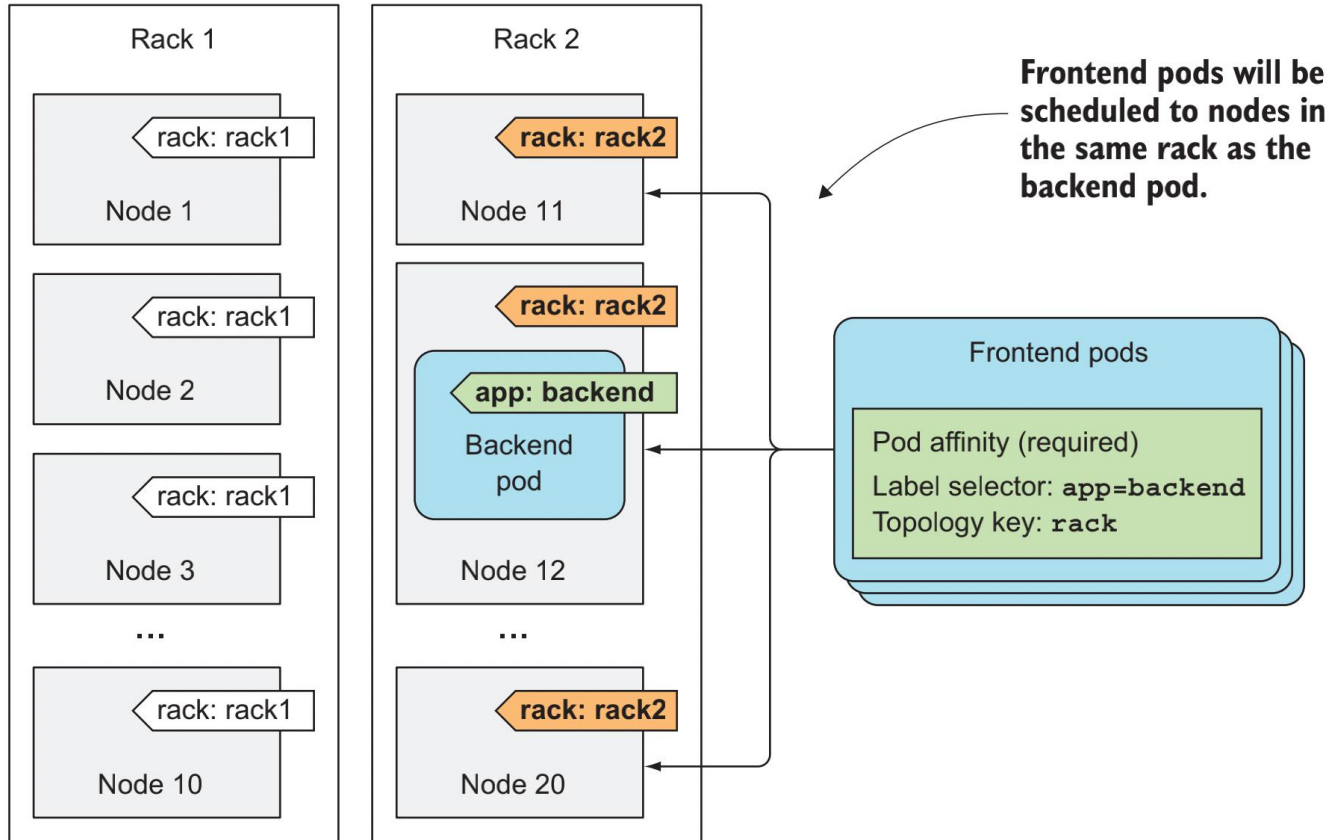 Rack 1
rack: rack1
Node 1
rack: rack1
Node 2
rack: rack1
Node 3
...
rack: rack1
Node 10
Rack 2
rack: rack2
Node 11
rack: rack2
app: backend
Backend
pod
Node 12
...
rack: rack2
Node 20
Frontend pods will be
scheduled to nodes in
the same rack as the
backend pod.
Frontend pods
Pod affinity (required)
Label selector: app=backend
Topology key: rack